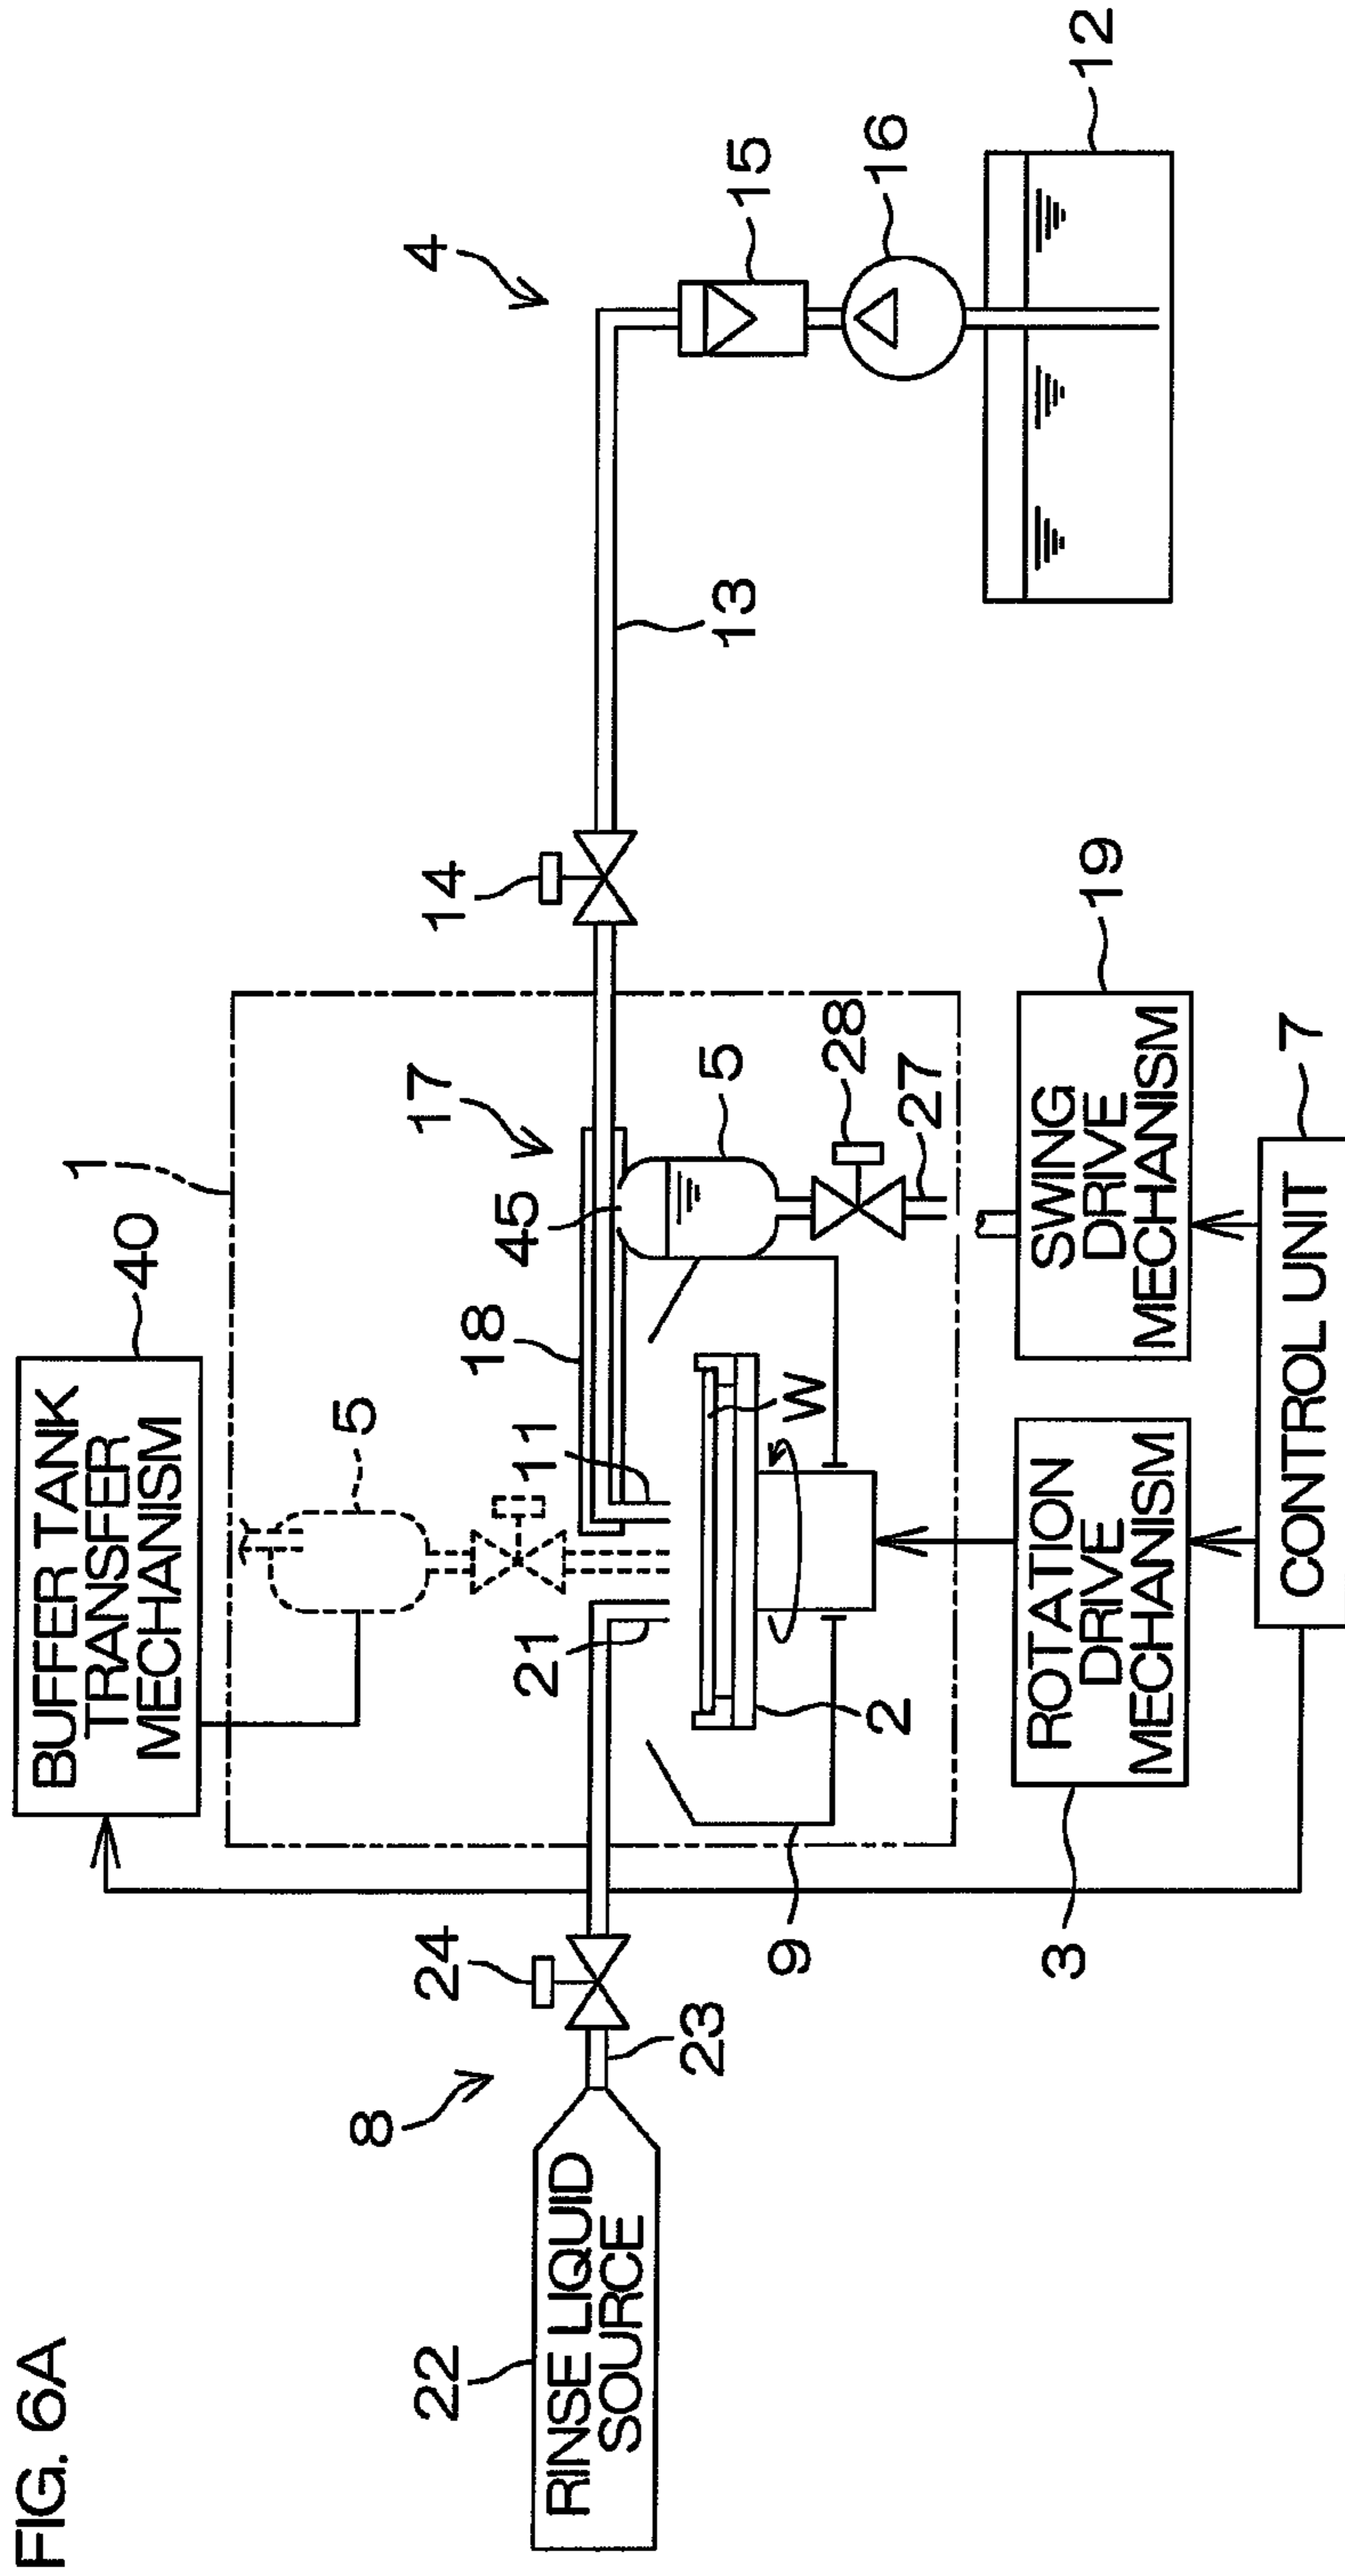 FIG. 6A
BUFFER TANK
TRANSFER
MECHANISM
40
1
4
8
22
24
23
RINSE LIQUID
SOURCE
21
5
11
18
45
17
14
13
15
16
12
5
28
27
W
2
9
3
ROTATION
DRIVE
MECHANISM
SWING
DRIVE
MECHANISM
19
CONTROL UNIT
7